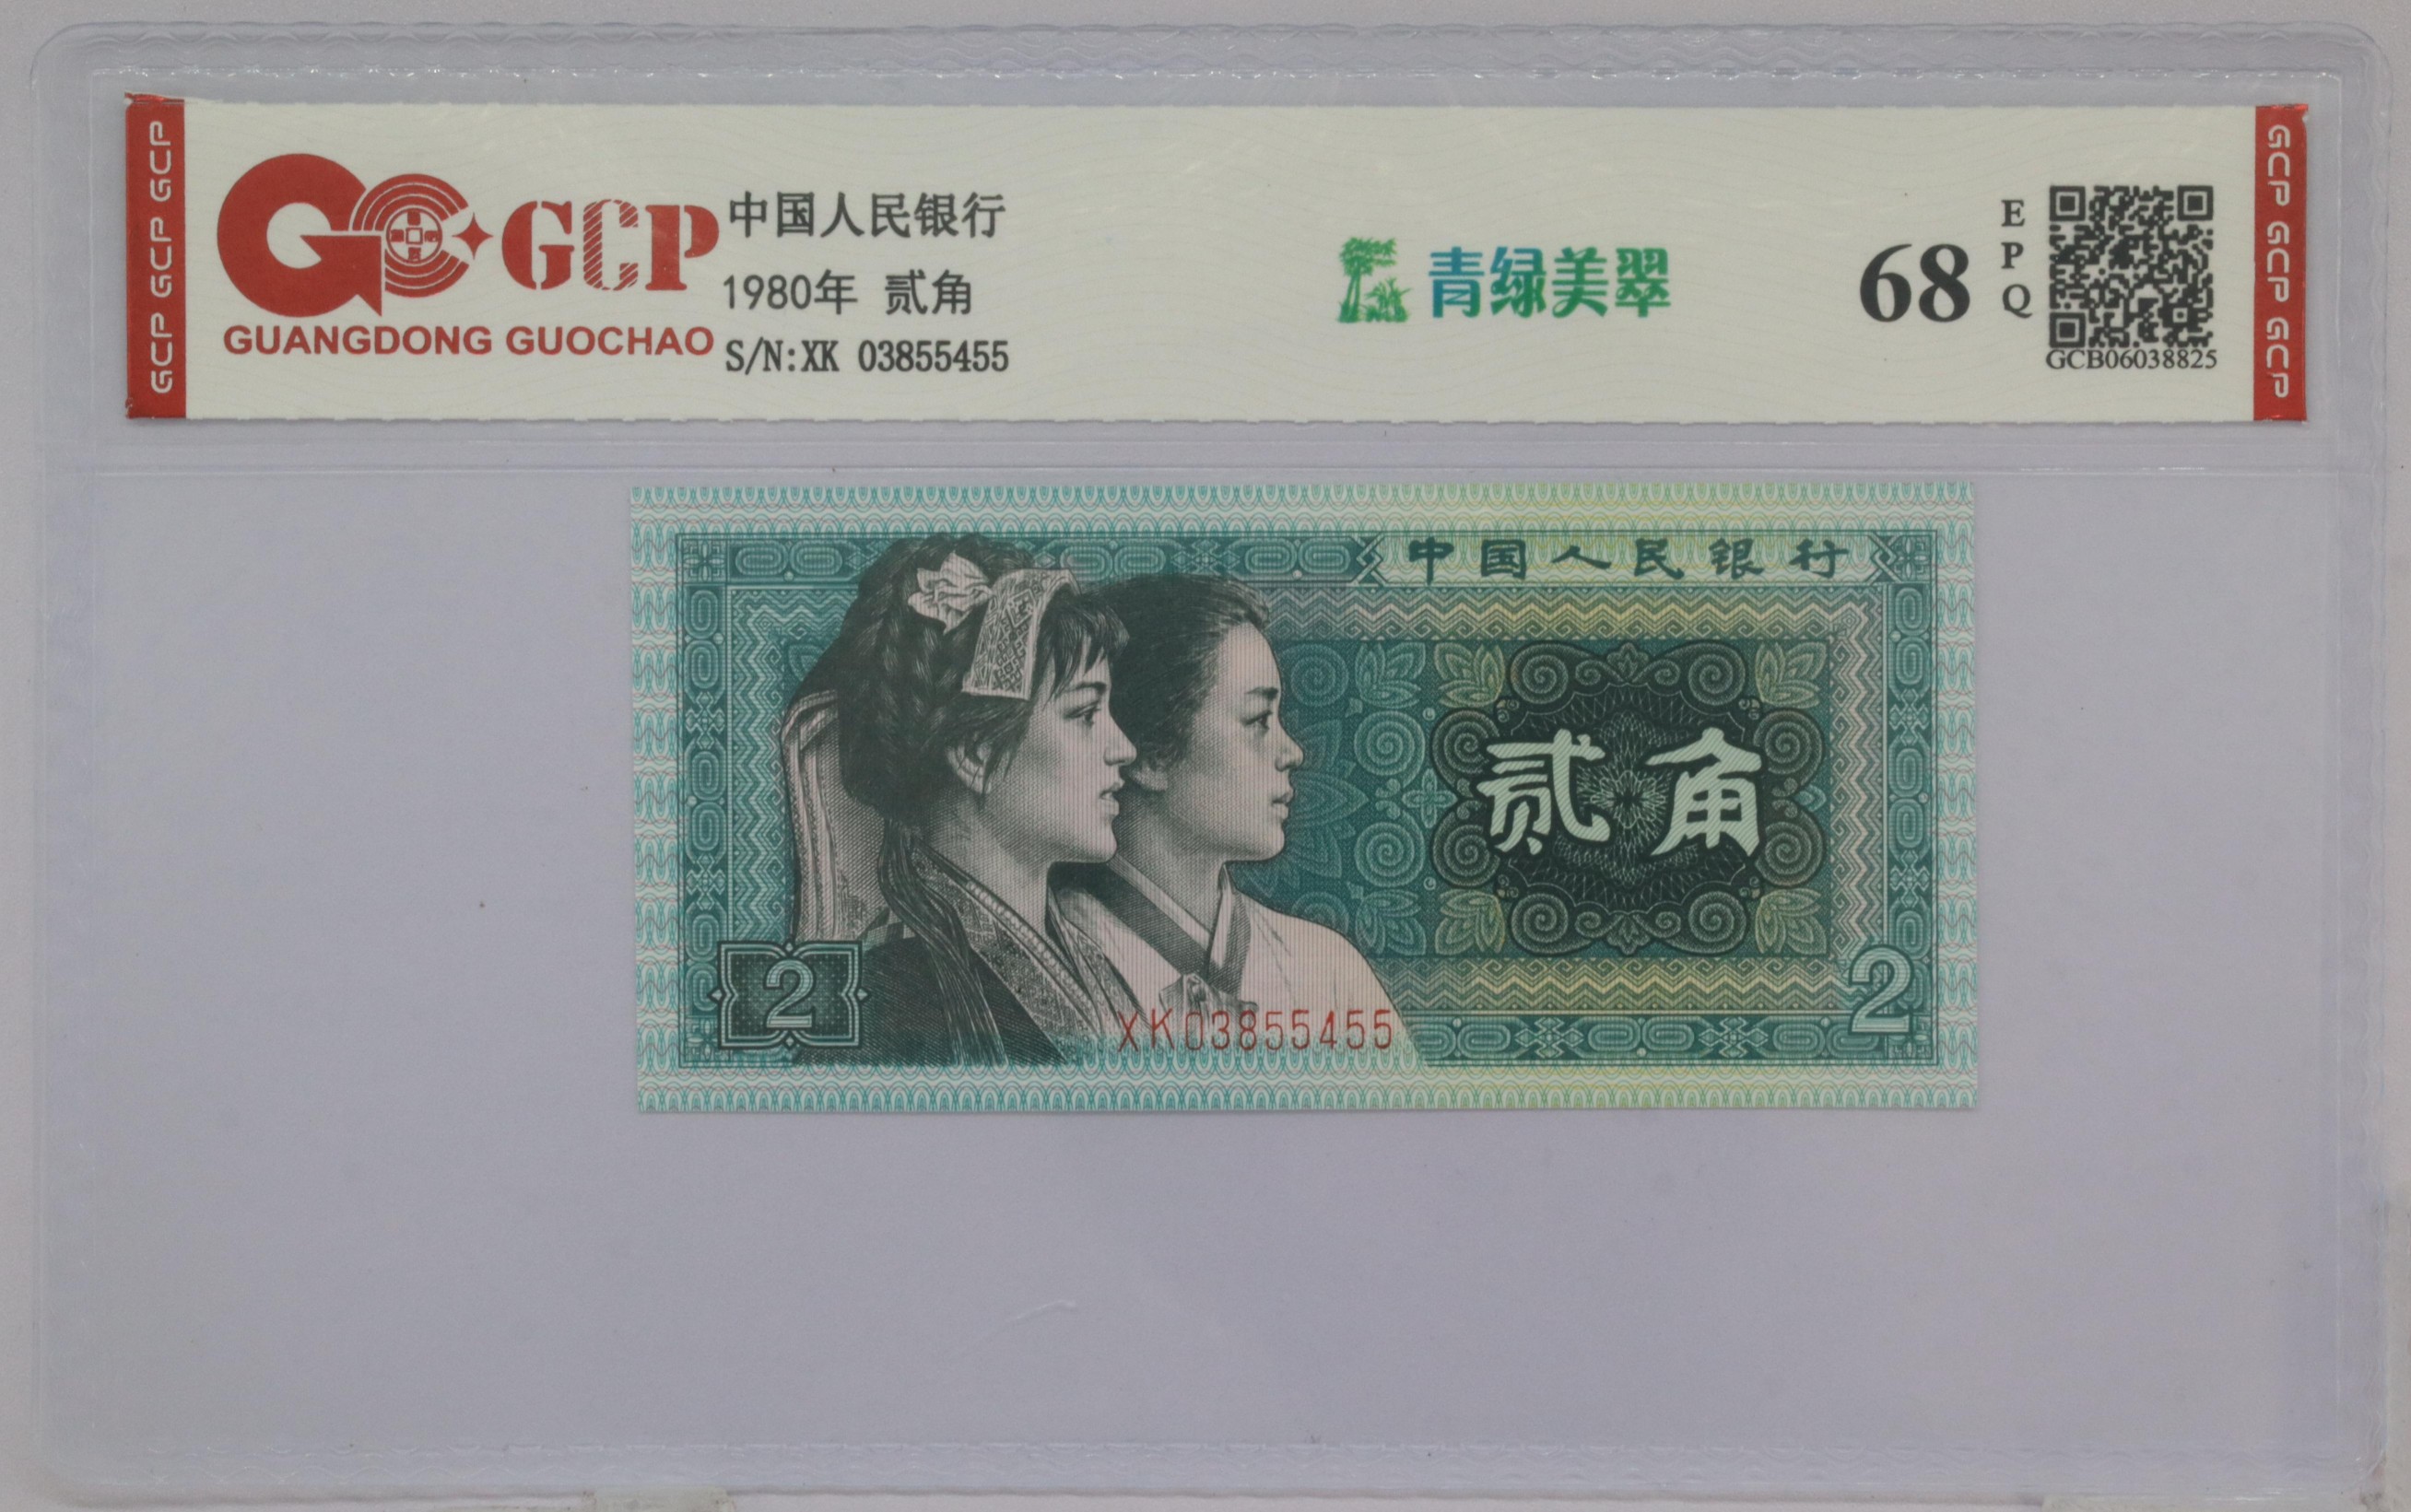 GCP GCP GCP
GCP
GUANGDONG GUOCHAO
中国人民银行
1980年 贰角
S/N:XK 03855455
青绿美翠
68
EPQ
GCB06038825
GCP GCP GCP
中国人民银行
贰角
2
2
XK03855455